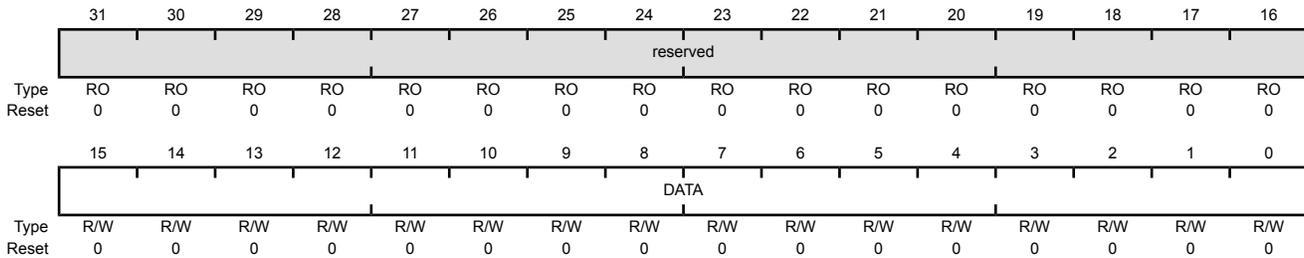 31 30 29 28 27 26 25 24 23 22 21 20 19 18 17 16
reserved
Type RO RO RO RO RO RO RO RO RO RO RO RO RO RO RO RO
Reset 0 0 0 0 0 0 0 0 0 0 0 0 0 0 0 0
15 14 13 12 11 10 9 8 7 6 5 4 3 2 1 0
DATA
Type R/W R/W R/W R/W R/W R/W R/W R/W R/W R/W R/W R/W R/W R/W R/W R/W
Reset 0 0 0 0 0 0 0 0 0 0 0 0 0 0 0 0